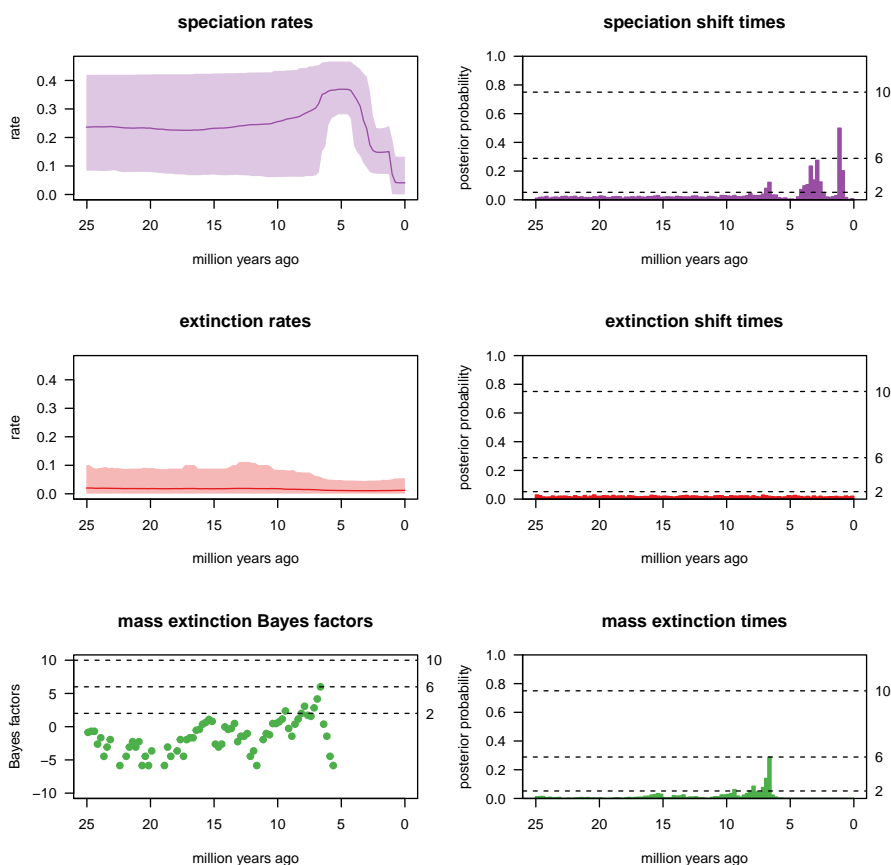 speciation rates
0.4
0.3
0.2
0.1
0.0
rate
25 20 15 10 5 0
million years ago
speciation shift times
1.0
0.8
0.6
0.4
0.2
0.0
posterior probability
10
6
2
25 20 15 10 5 0
million years ago
extinction rates
0.4
0.3
0.2
0.1
0.0
rate
25 20 15 10 5 0
million years ago
extinction shift times
1.0
0.8
0.6
0.4
0.2
0.0
posterior probability
10
6
2
25 20 15 10 5 0
million years ago
mass extinction Bayes factors
10
5
0
−5
−10
Bayes factors
10
6
2
25 20 15 10 5 0
million years ago
mass extinction times
1.0
0.8
0.6
0.4
0.2
0.0
posterior probability
10
6
2
25 20 15 10 5 0
million years ago